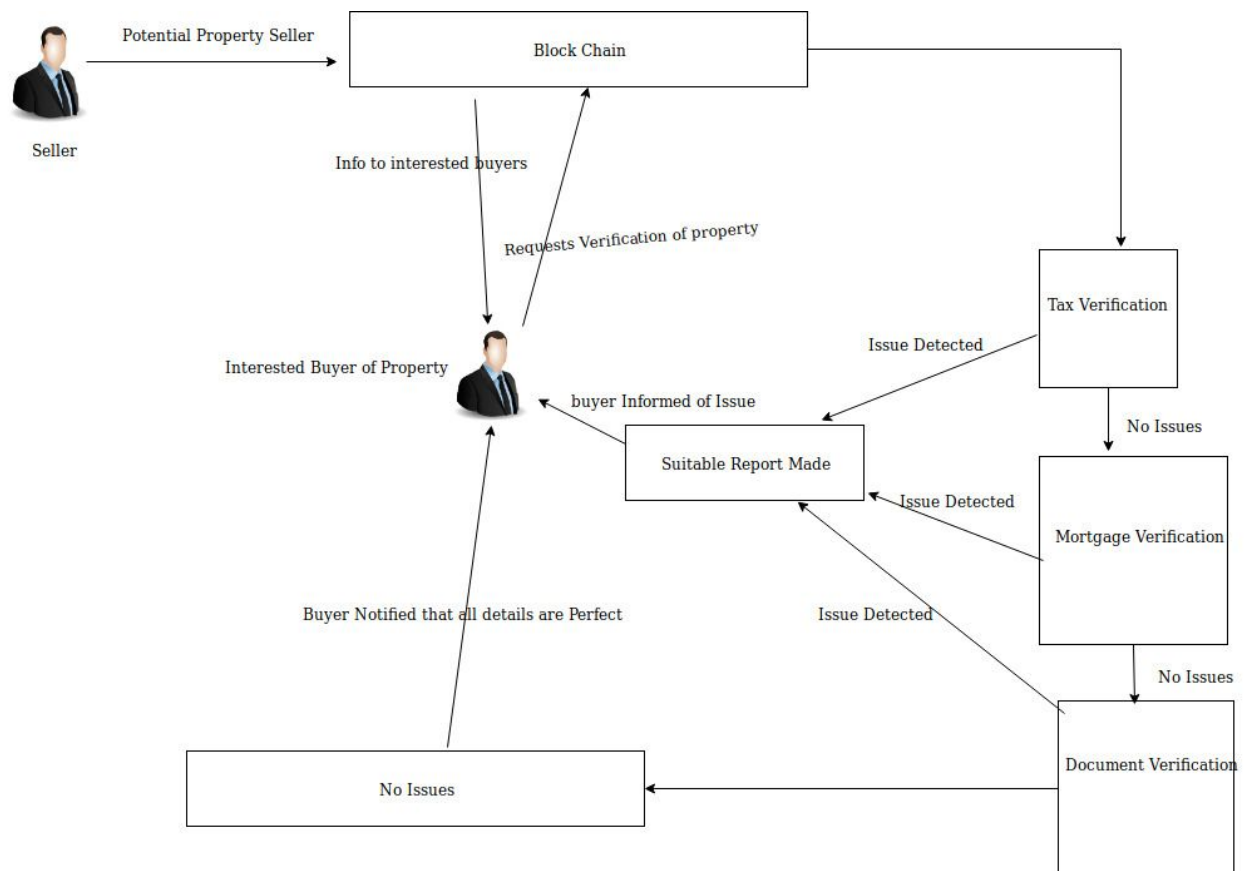 Potential Property Seller
Block Chain
Seller
Info to interested buyers
Requests Verification of property
Tax Verification
Issue Detected
Interested Buyer of Property
buyer Informed of Issue
No Issues
Suitable Report Made
Issue Detected
Mortgage Verification
Buyer Notified that all details are Perfect
Issue Detected
No Issues
Document Verification
No Issues